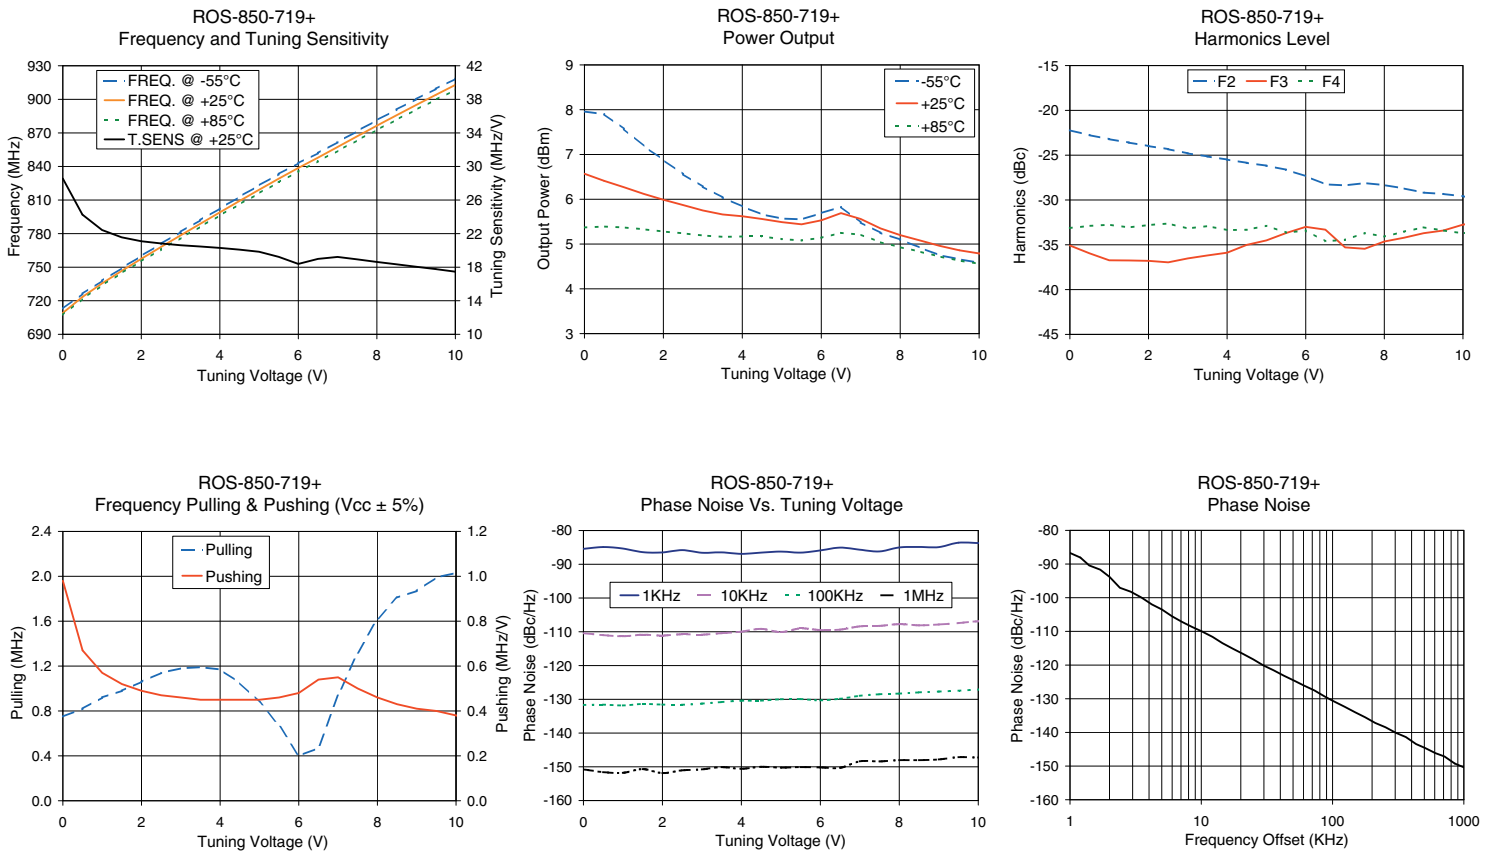 ROS-850-719+
Frequency and Tuning Sensitivity
930
900
870
840
810
780
750
720
690
42
38
34
30
26
22
18
14
10
0 2 4 6 8 10
Frequency (MHz)
Tuning Sensitivity (MHz/V)
Tuning Voltage (V)
FREQ. @ -55°C
FREQ. @ +25°C
FREQ. @ +85°C
T.SENS @ +25°C
ROS-850-719+
Power Output
9
8
7
6
5
4
3
0 2 4 6 8 10
Output Power (dBm)
Tuning Voltage (V)
-55°C
+25°C
+85°C
ROS-850-719+
Harmonics Level
-15
-20
-25
-30
-35
-40
-45
0 2 4 6 8 10
Harmonics (dBc)
Tuning Voltage (V)
F2 F3 F4
ROS-850-719+
Frequency Pulling & Pushing (Vcc ± 5%)
2.4
2.0
1.6
1.2
0.8
0.4
0.0
1.2
1.0
0.8
0.6
0.4
0.2
0.0
0 2 4 6 8 10
Pulling (MHz)
Pushing (MHz/V)
Tuning Voltage (V)
Pulling
Pushing
ROS-850-719+
Phase Noise Vs. Tuning Voltage
-80
-90
-100
-110
-120
-130
-140
-150
-160
0 2 4 6 8 10
Phase Noise (dBc/Hz)
Tuning Voltage (V)
1KHz 10KHz 100KHz 1MHz
ROS-850-719+
Phase Noise
-80
-90
-100
-110
-120
-130
-140
-150
-160
1 10 100 1000
Phase Noise (dBc/Hz)
Frequency Offset (KHz)